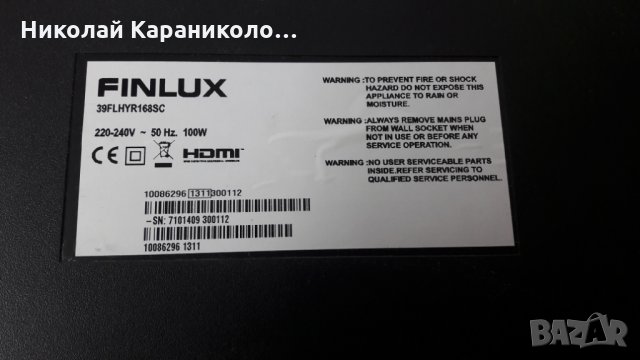 Николай Караниколо...
FINLUX
39FLHYR168SC
220-240V ~ 50 Hz. 100W
CE HDMI
10086296 1311300112
-SN: 7101409 300112
10086296 1311
WARNING :TO PREVENT FIRE OR SHOCK
HAZARD DO NOT EXPOSE THIS
APPLIANCE TO RAIN OR
MOISTURE.
WARNING :ALWAYS REMOVE MAINS PLUG
FROM WALL SOCKET WHEN
NOT IN USE OR BEFORE ANY
SERVICE OPERATION.
WARNING :NO USER SERVICEABLE PARTS
INSIDE.REFER SERVICING TO
QUALIFIED SERVICE PERSONNEL.
BAZAR